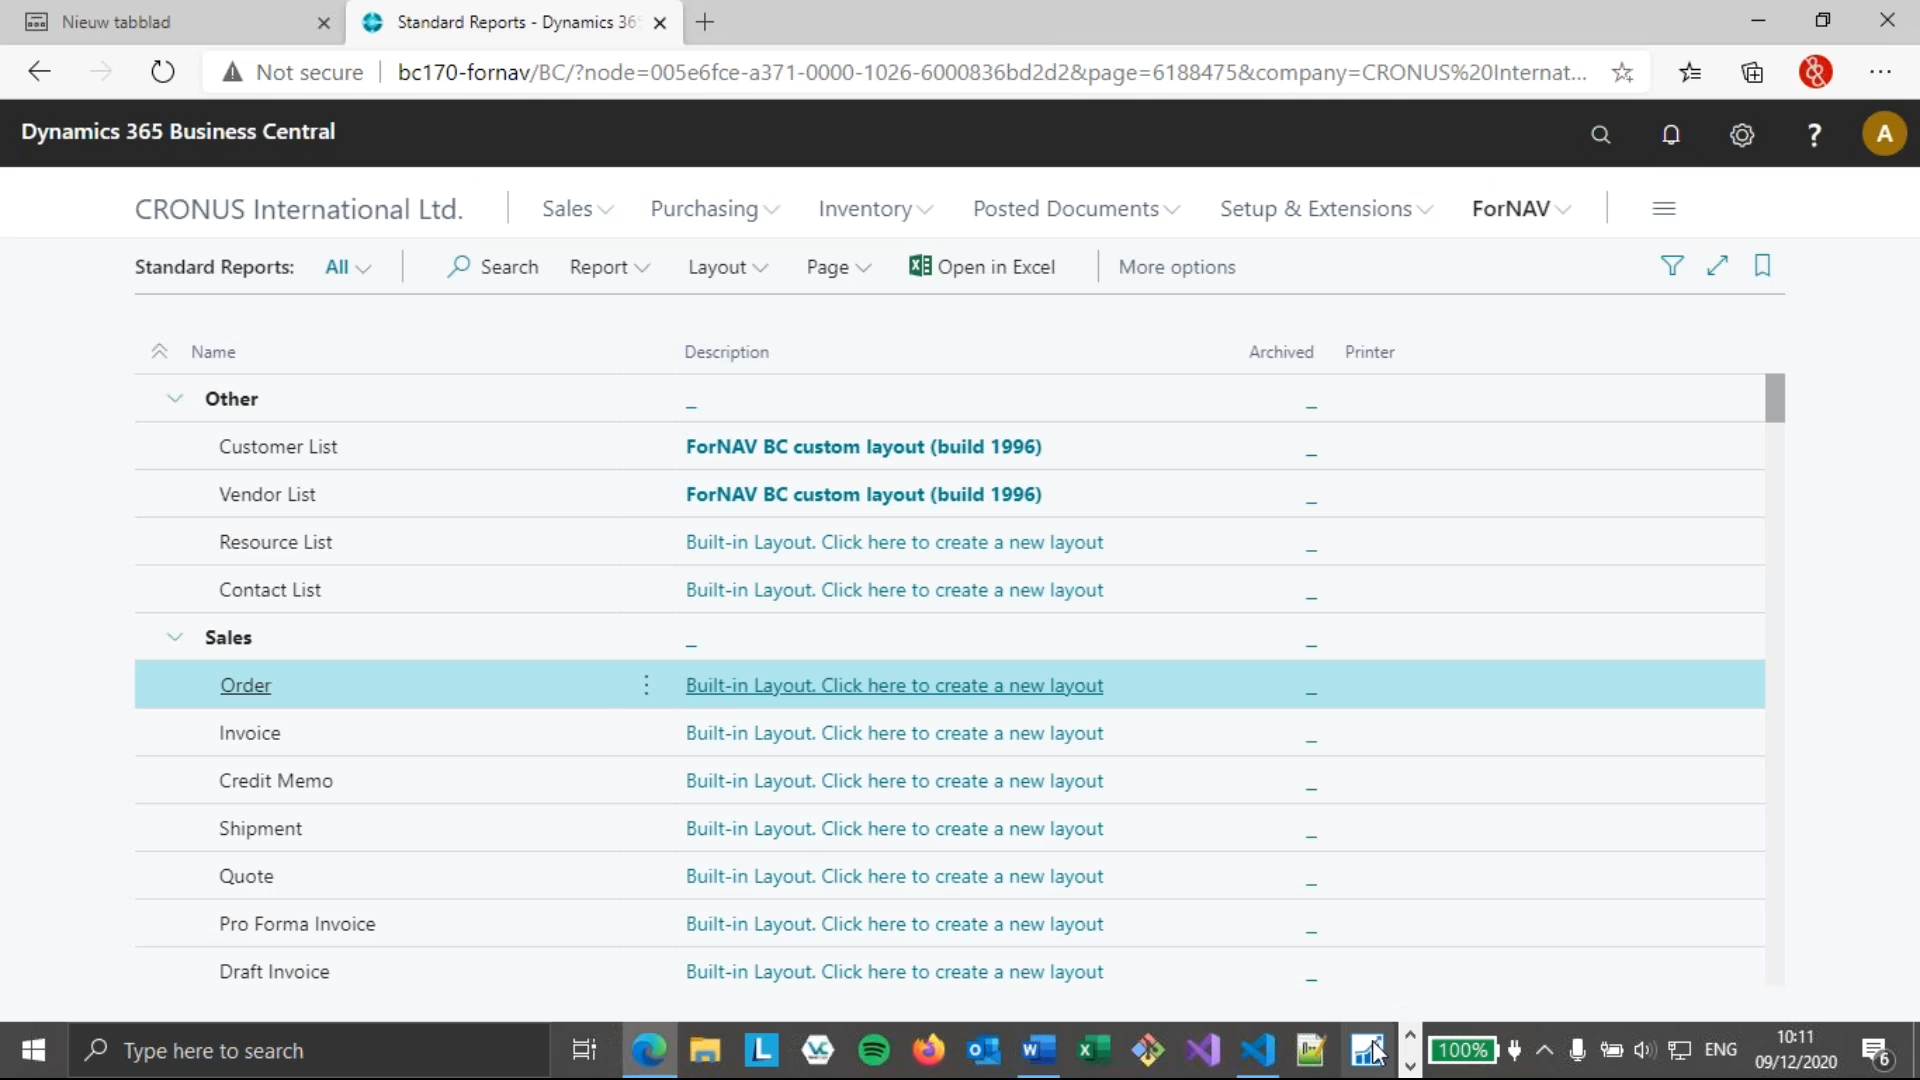 Nieuw tabblad
Standard Reports - Dynamics 36
Not secure
bc170-fornav/BC/?node=005e6fce-a371-0000-1026-6000836bd2d2&page=6188475&company=CRONUS%20Internat...
Dynamics 365 Business Central
?
A
CRONUS International Ltd.
Sales
Purchasing
Inventory
Posted Documents
Setup & Extensions
ForNAV
Standard Reports:
All
Search
Report
Layout
Page
Open in Excel
More options
Name
Description
Archived
Printer
Other _ _
Customer List ForNAV BC custom layout (build 1996) _
Vendor List ForNAV BC custom layout (build 1996) _
Resource List Built-in Layout. Click here to create a new layout _
Contact List Built-in Layout. Click here to create a new layout _
Sales _ _
Order Built-in Layout. Click here to create a new layout _
Invoice Built-in Layout. Click here to create a new layout _
Credit Memo Built-in Layout. Click here to create a new layout _
Shipment Built-in Layout. Click here to create a new layout _
Quote Built-in Layout. Click here to create a new layout _
Pro Forma Invoice Built-in Layout. Click here to create a new layout _
Draft Invoice Built-in Layout. Click here to create a new layout _
Type here to search
100%
ENG
10:11
09/12/2020
6